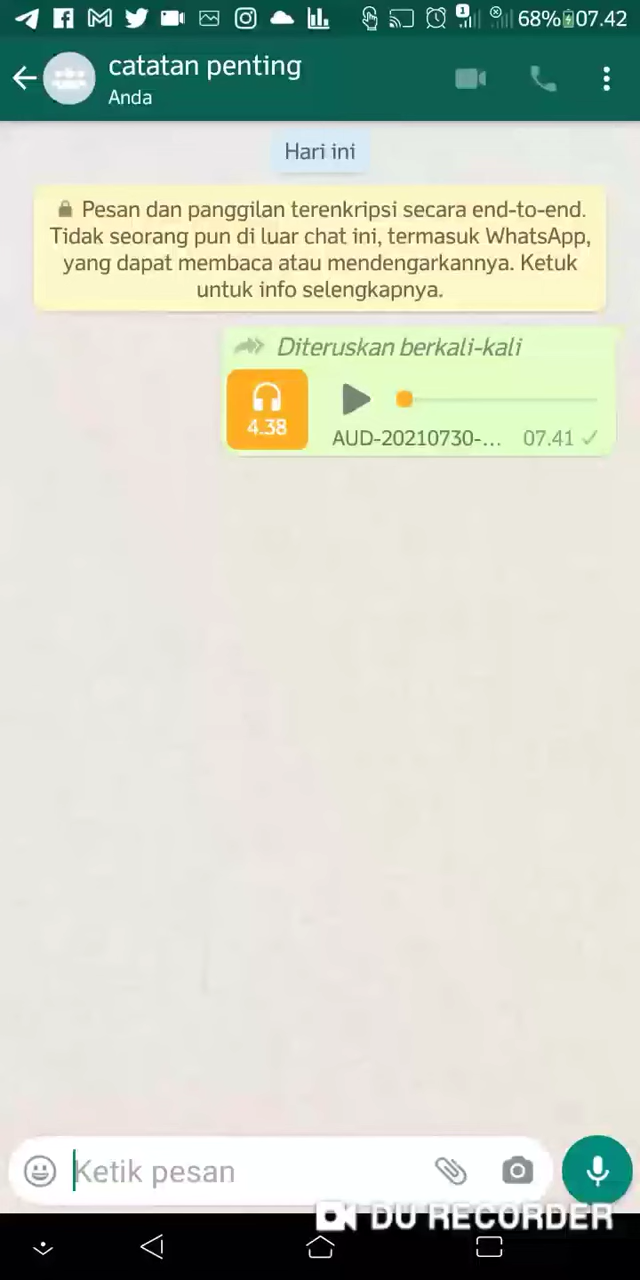 68% 07.42
catatan penting
Anda
Hari ini
Pesan dan panggilan terenkripsi secara end-to-end.
Tidak seorang pun di luar chat ini, termasuk WhatsApp,
yang dapat membaca atau mendengarkannya. Ketuk
untuk info selengkapnya.
Diteruskan berkali-kali
4.38
AUD-20210730-... 07.41
Ketik pesan
DU RECORDER